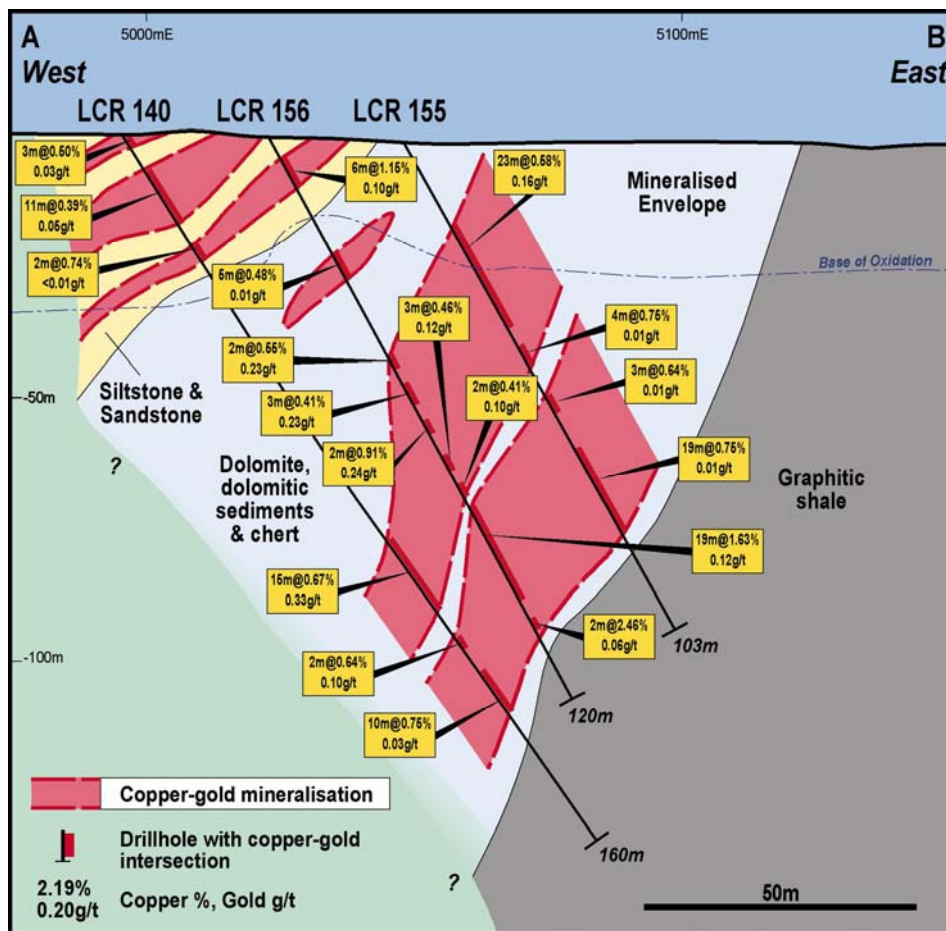 A
West
5000mE
5100mE
B
East
LCR 140
LCR 156
LCR 155
3m@0.50%
0.03g/t
11m@0.39%
0.05g/t
2m@0.74%
<0.01g/t
6m@1.15%
0.10g/t
5m@0.48%
0.01g/t
23m@0.58%
0.16g/t
Mineralised
Envelope
Base of Oxidation
3m@0.46%
0.12g/t
4m@0.75%
0.01g/t
2m@0.55%
0.23g/t
3m@0.64%
0.01g/t
2m@0.41%
0.10g/t
3m@0.41%
0.23g/t
2m@0.91%
0.24g/t
19m@0.75%
0.01g/t
-50m
Siltstone &
Sandstone
?
Dolomite,
dolomitic
sediments
& chert
Graphitic
shale
19m@1.63%
0.12g/t
15m@0.67%
0.33g/t
2m@2.46%
0.06g/t
103m
-100m
2m@0.64%
0.10g/t
120m
10m@0.75%
0.03g/t
160m
?
Copper-gold mineralisation
Drillhole with copper-gold
intersection
2.19%
0.20g/t
Copper %, Gold g/t
50m